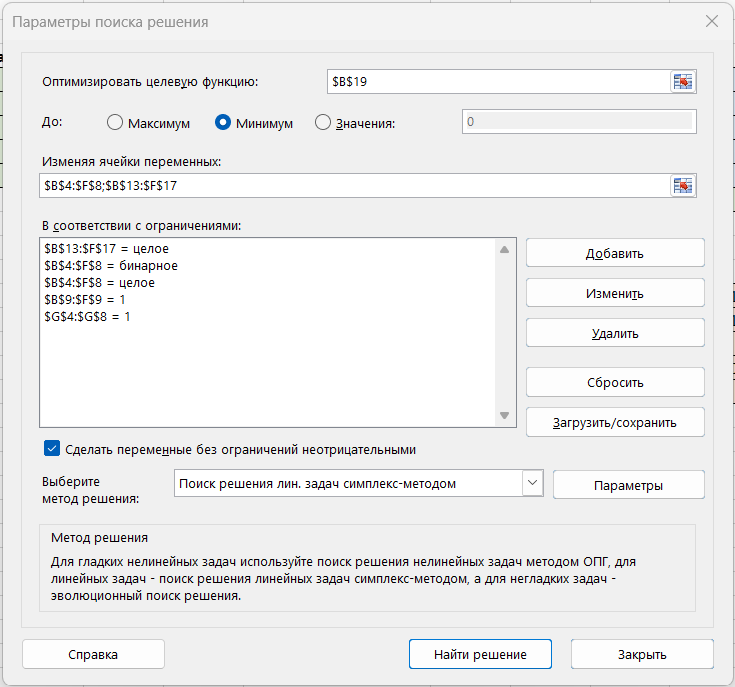 Параметры поиска решения
Оптимизировать целевую функцию:
$B$19
До:
Максимум
Минимум
Значения:
0
Изменяя ячейки переменных:
$B$4:$F$8;$B$13:$F$17
В соответствии с ограничениями:
$B$13:$F$17 = целое
$B$4:$F$8 = бинарное
$B$4:$F$8 = целое
$B$9:$F$9 = 1
$G$4:$G$8 = 1
Добавить
Изменить
Удалить
Сбросить
Загрузить/сохранить
Сделать переменные без ограничений неотрицательными
Выберите
метод решения:
Поиск решения лин. задач симплекс-методом
Параметры
Метод решения
Для гладких нелинейных задач используйте поиск решения нелинейных задач методом ОПГ, для
линейных задач - поиск решения линейных задач симплекс-методом, а для негладких задач -
эволюционный поиск решения.
Справка
Найти решение
Закрыть